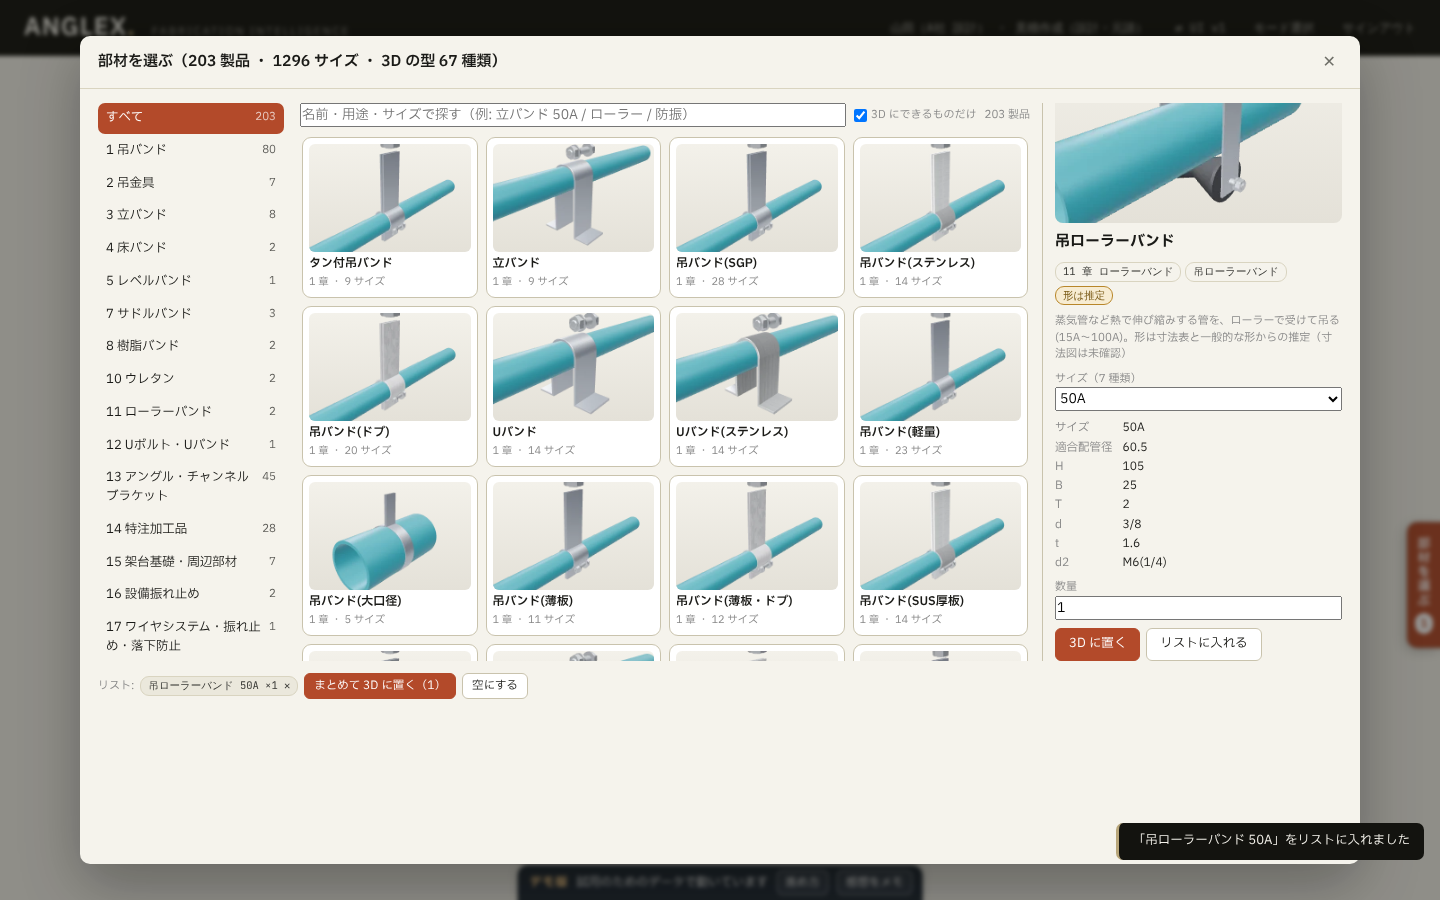 ANGLEX.
FABRICATION INTELLIGENCE
部材を選ぶ（203 製品 ・ 1296 サイズ ・ 3D の型 67 種類）
×
すべて 203
1 吊バンド 80
2 吊金具 7
3 立バンド 8
4 床バンド 2
5 レベルバンド 1
7 サドルバンド 3
8 樹脂バンド 2
10 ウレタン 2
11 ローラーバンド 2
12 Uボルト・Uバンド 1
13 アングル・チャンネル 45
ブラケット
14 特注加工品 28
15 架台基礎・周辺部材 7
16 設備振れ止め 2
17 ワイヤシステム・振れ止 1
め・落下防止
名前・用途・サイズで探す（例: 立バンド 50A / ローラー / 防振）
3D にできるものだけ 203 製品
タン付吊バンド
1 章 ・ 9 サイズ
立バンド
1 章 ・ 9 サイズ
吊バンド(SGP)
1 章 ・ 28 サイズ
吊バンド(ステンレス)
1 章 ・ 14 サイズ
吊バンド(ドブ)
1 章 ・ 20 サイズ
Uバンド
1 章 ・ 14 サイズ
Uバンド(ステンレス)
1 章 ・ 14 サイズ
吊バンド(軽量)
1 章 ・ 23 サイズ
吊バンド(大口径)
1 章 ・ 5 サイズ
吊バンド(薄板)
1 章 ・ 11 サイズ
吊バンド(薄板・ドブ)
1 章 ・ 12 サイズ
吊バンド(SUS厚板)
1 章 ・ 14 サイズ
吊ローラーバンド
11 章 ローラーバンド
吊ローラーバンド
形は推定
蒸気管など熱で伸び縮みする管を、ローラーで受けて吊る
(15A〜100A)。形は寸法表と一般的な形からの推定（寸
法図は未確認）
サイズ（7 種類）
50A
サイズ 50A
適合配管径 60.5
H 105
B 25
T 2
d 3/8
t 1.6
d2 M6(1/4)
数量
1
3D に置く
リストに入れる
リスト:
吊ローラーバンド 50A ×1 ×
まとめて 3D に置く（1）
空にする
「吊ローラーバンド 50A」をリストに入れました